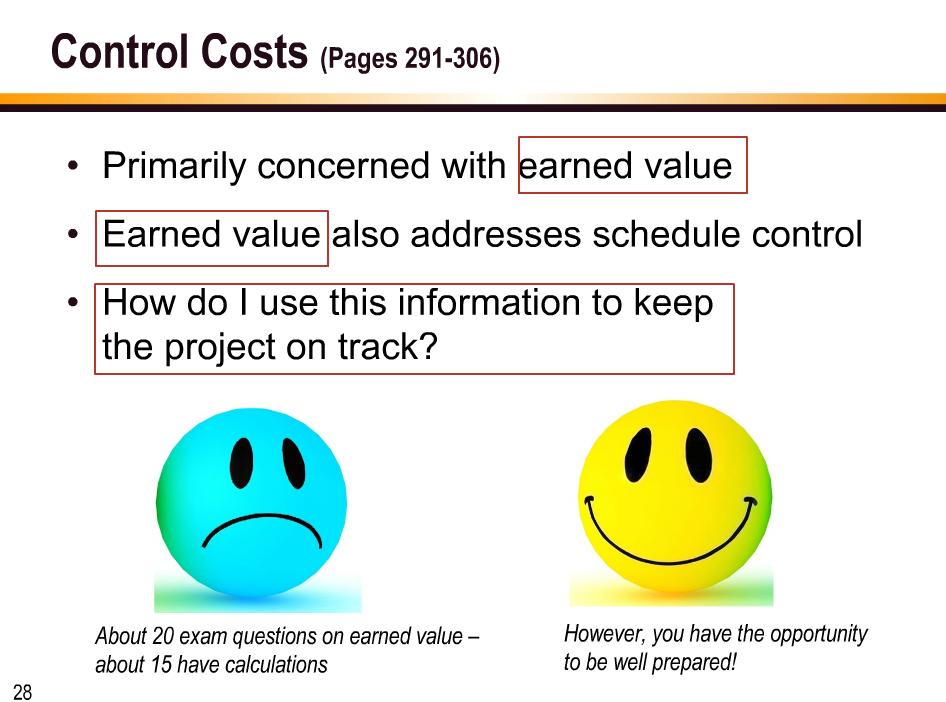 Control Costs (Pages 291-306)
• Primarily concerned with earned value
• Earned value also addresses schedule control
• How do I use this information to keep
the project on track?
About 20 exam questions on earned value –
about 15 have calculations
However, you have the opportunity
to be well prepared!
28